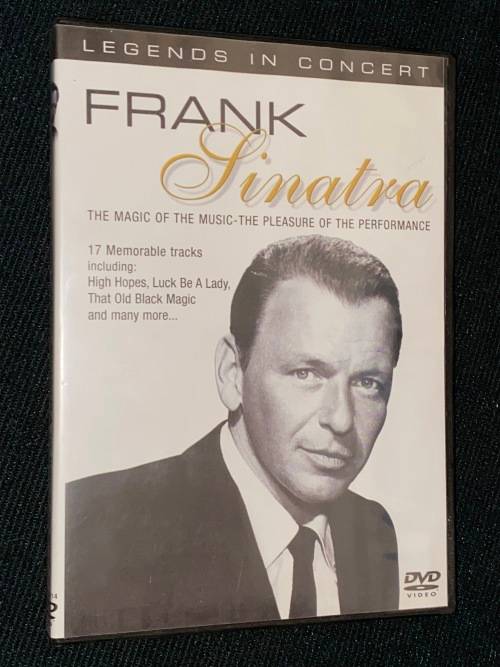 LEGENDS IN CONCERT
FRANK
Sinatra
THE MAGIC OF THE MUSIC-THE PLEASURE OF THE PERFORMANCE
17 Memorable tracks
including:
High Hopes, Luck Be A Lady,
That Old Black Magic
and many more...
DVD
VIDEO